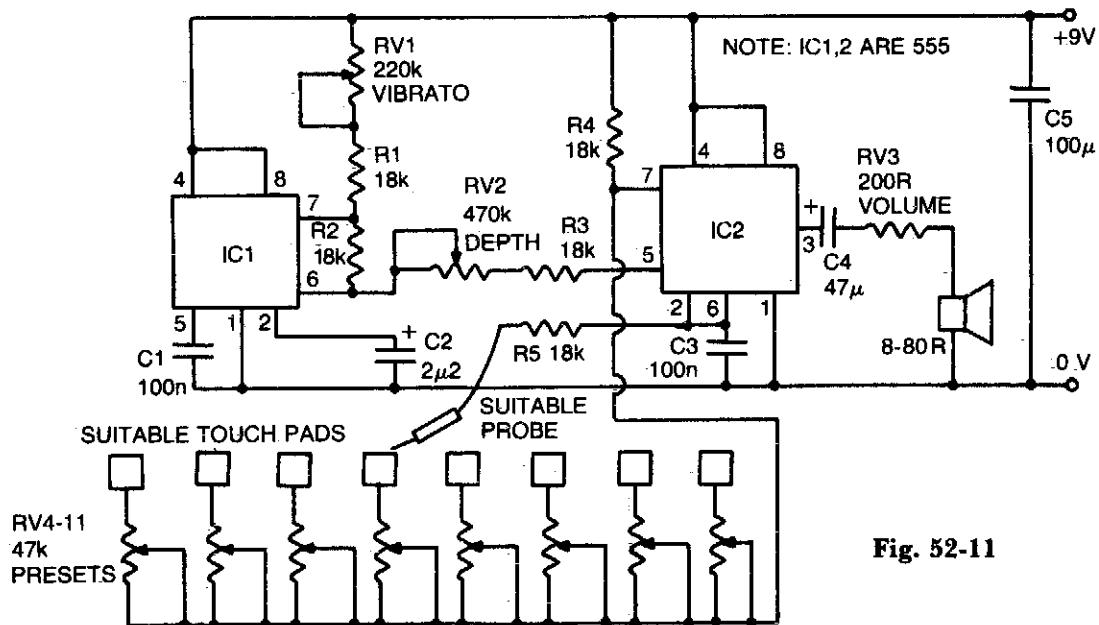 RV1
220k
VIBRATO
NOTE: IC1,2 ARE 555
+9V
R4
18k
C5
100μ
R1
18k
4
8
7
R2
18k
6
IC1
5
1
2
RV2
470k
DEPTH
R3
18k
4
8
7
5
IC2
3
2
6
1
RV3
200R
VOLUME
+
C4
47μ
8-80R
C1
100n
+
C2
2μ2
R5 18k
C3
100n
0 V
SUITABLE TOUCH PADS
SUITABLE
PROBE
RV4-11
47k
PRESETS
Fig. 52-11